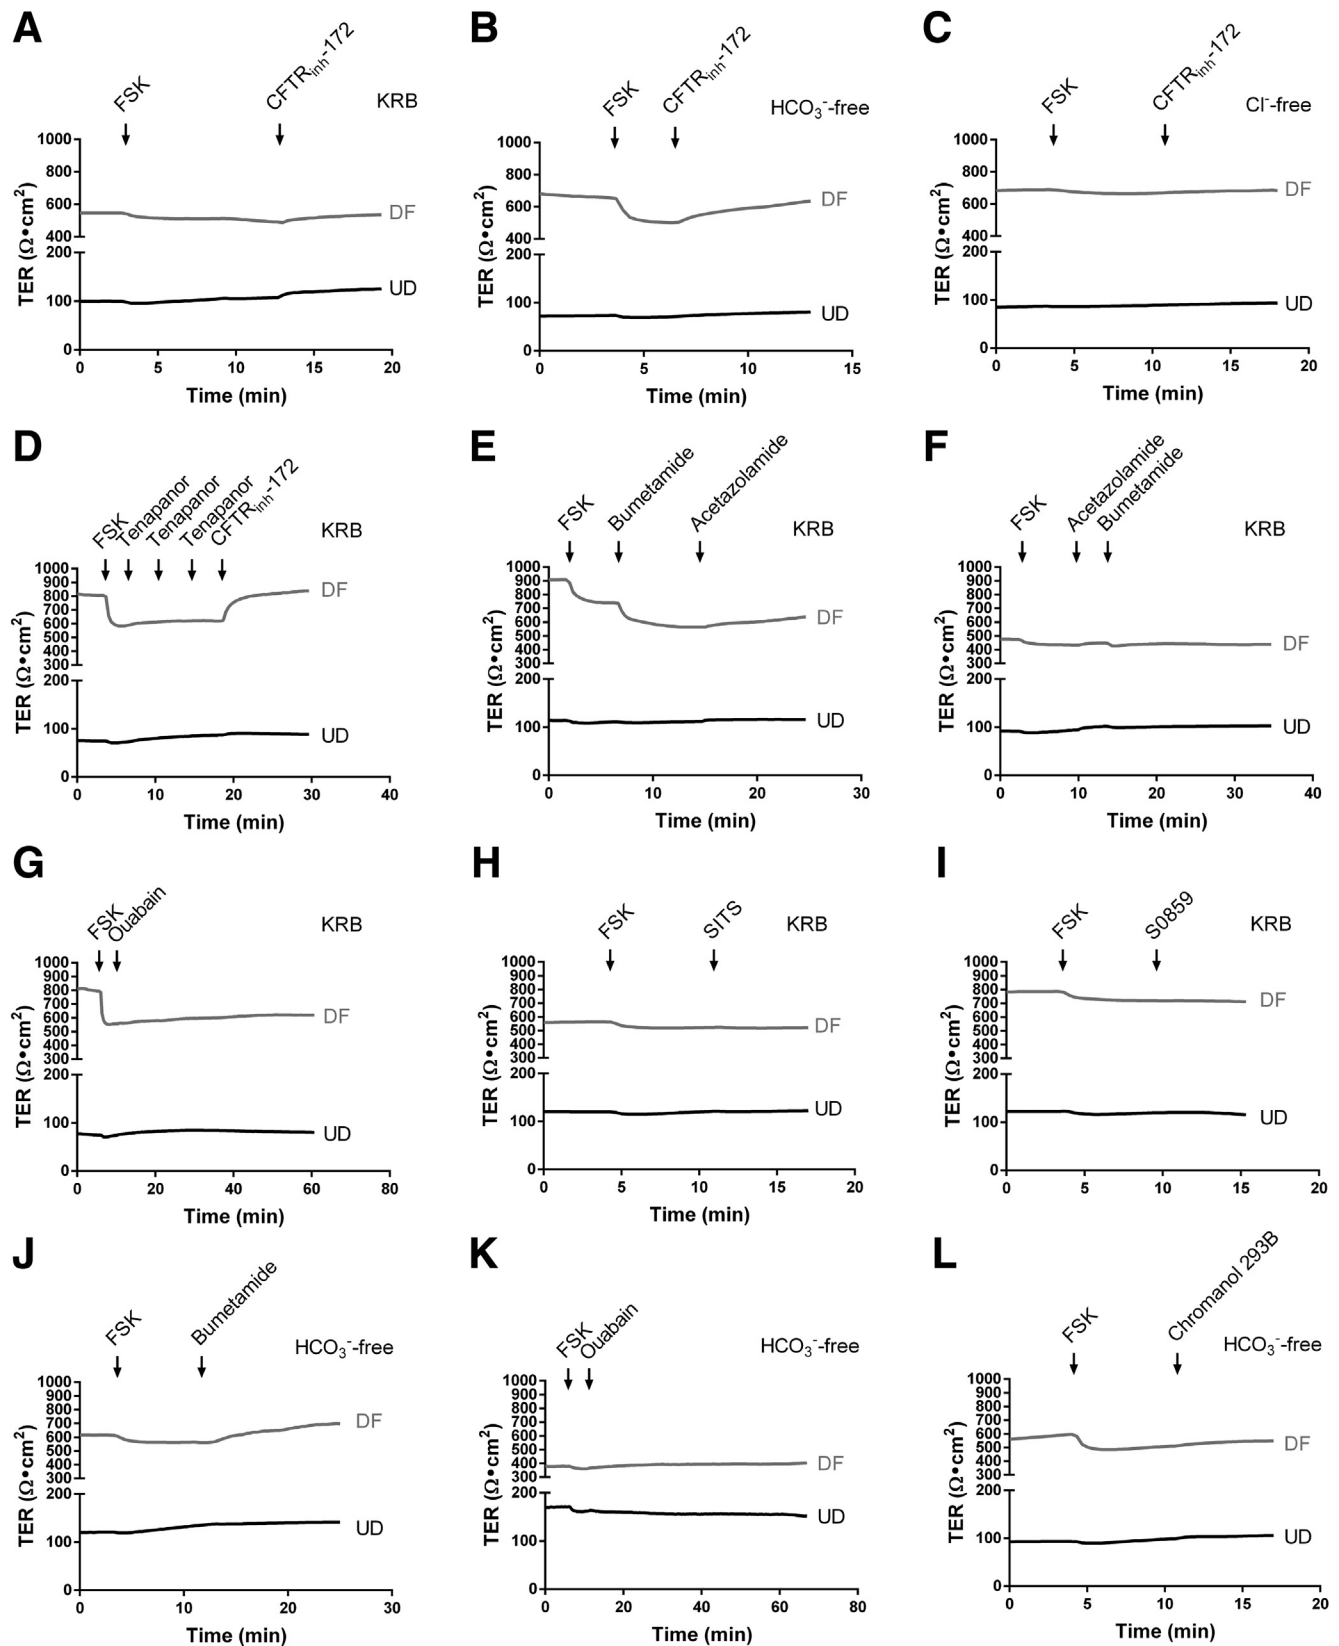 A
FSK
CFTRinh-172
KRB
TER (Ω•cm²)
1000
800
600
400
200
100
0
DF
UD
0 5 10 15 20
Time (min)
B
FSK
CFTRinh-172
HCO₃⁻-free
TER (Ω•cm²)
1000
800
600
400
200
100
0
DF
UD
0 5 10 15
Time (min)
C
FSK
CFTRinh-172
Cl⁻-free
TER (Ω•cm²)
1000
800
600
400
200
100
0
DF
UD
0 5 10 15 20
Time (min)
D
FSK
Tenapanor
Tenapanor
Tenapanor
CFTRinh-172
KRB
TER (Ω•cm²)
1000
900
800
700
600
500
400
300
200
100
0
DF
UD
0 10 20 30 40
Time (min)
E
FSK
Bumetamide
Acetazolamide
KRB
TER (Ω•cm²)
1000
900
800
700
600
500
400
300
200
100
0
DF
UD
0 10 20 30
Time (min)
F
FSK
Acetazolamide
Bumetamide
KRB
TER (Ω•cm²)
1000
900
800
700
600
500
400
300
200
100
0
DF
UD
0 10 20 30 40
Time (min)
G
FSK
Ouabain
KRB
TER (Ω•cm²)
1000
900
800
700
600
500
400
300
200
100
0
DF
UD
0 20 40 60 80
Time (min)
H
FSK
SITS
KRB
TER (Ω•cm²)
1000
900
800
700
600
500
400
300
200
100
0
DF
UD
0 5 10 15 20
Time (min)
I
FSK
S0859
KRB
TER (Ω•cm²)
1000
900
800
700
600
500
400
300
200
100
0
DF
UD
0 5 10 15 20
Time (min)
J
FSK
Bumetamide
HCO₃⁻-free
TER (Ω•cm²)
1000
900
800
700
600
500
400
300
200
100
0
DF
UD
0 10 20 30
Time (min)
K
FSK
Ouabain
HCO₃⁻-free
TER (Ω•cm²)
1000
900
800
700
600
500
400
300
200
100
0
DF
UD
0 20 40 60 80
Time (min)
L
FSK
Chromanol 293B
HCO₃⁻-free
TER (Ω•cm²)
1000
900
800
700
600
500
400
300
200
100
0
DF
UD
0 5 10 15 20
Time (min)